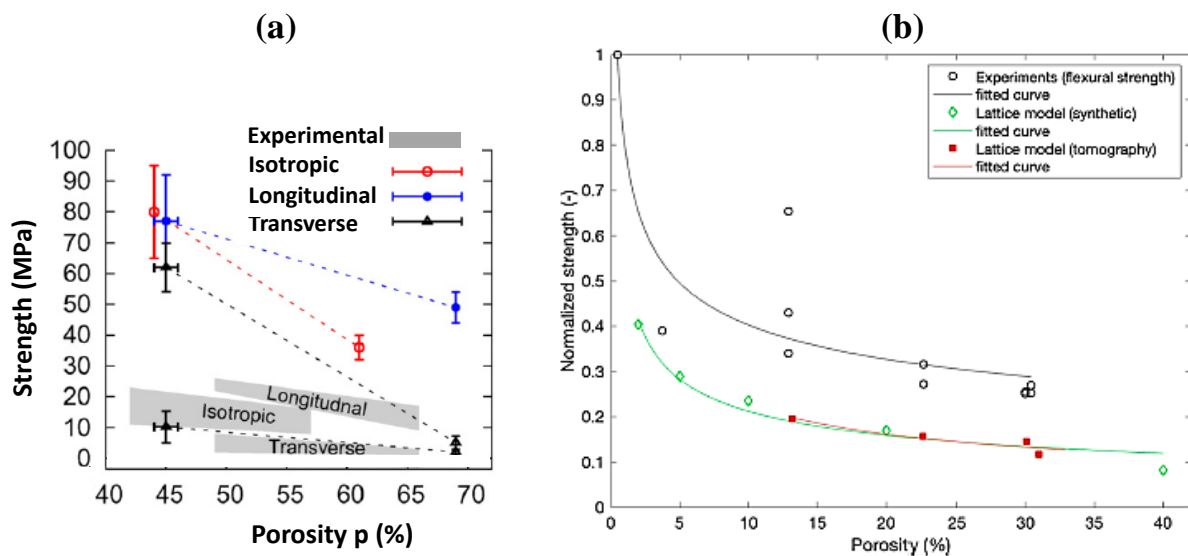 (a)
Experimental
Isotropic
Longitudinal
Transverse
Strength (MPa)
100
90
80
70
60
50
40
30
20
10
0
Longitudnal
Isotropic
Transverse
40 45 50 55 60 65 70
Porosity p (%)
(b)
Normalized strength (-)
1
0.9
0.8
0.7
0.6
0.5
0.4
0.3
0.2
0.1
0
Experiments (flexural strength)
fitted curve
Lattice model (synthetic)
fitted curve
Lattice model (tomography)
fitted curve
0 5 10 15 20 25 30 35 40
Porosity (%)